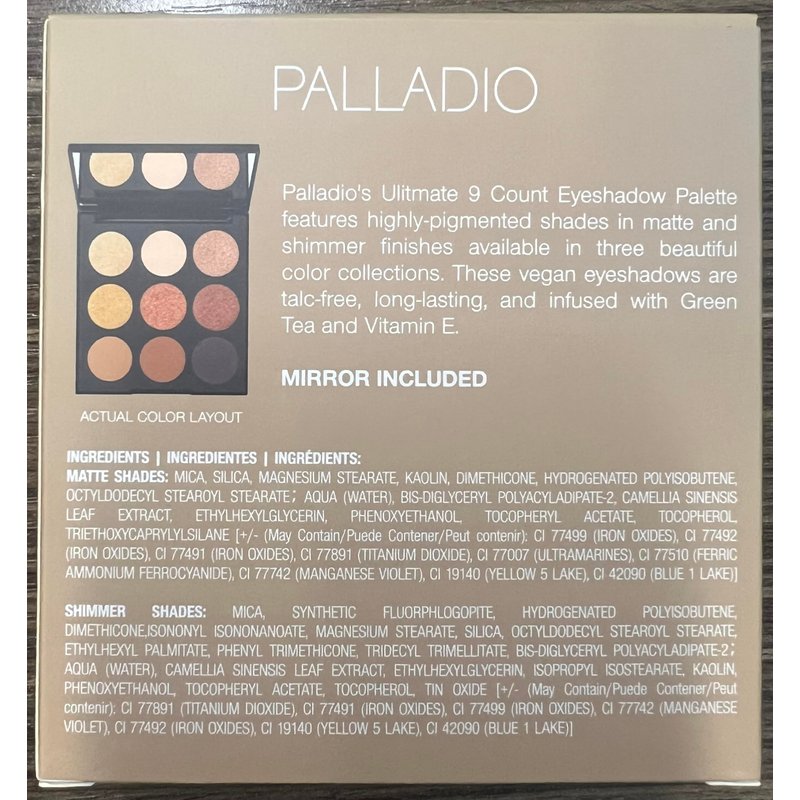 PALLADIO
Palladio's Ulitmate 9 Count Eyeshadow Palette
features highly-pigmented shades in matte and
shimmer finishes available in three beautiful
color collections. These vegan eyeshadows are
talc-free, long-lasting, and infused with Green
Tea and Vitamin E.
MIRROR INCLUDED
ACTUAL COLOR LAYOUT
INGREDIENTS | INGREDIENTES | INGRÉDIENTS:
MATTE SHADES: MICA, SILICA, MAGNESIUM STEARATE, KAOLIN, DIMETHICONE, HYDROGENATED POLYISOBUTENE,
OCTYLDODECYL STEAROYL STEARATE; AQUA (WATER), BIS-DIGLYCERYL POLYACYLADIPATE-2, CAMELLIA SINENSIS
LEAF EXTRACT, ETHYLHEXYLGLYCERIN, PHENOXYETHANOL, TOCOPHERYL ACETATE, TOCOPHEROL,
TRIETHOXYCAPRYLYLSILANE [+/- (May Contain/Puede Contener/Peut contenir): CI 77499 (IRON OXIDES), CI 77492
(IRON OXIDES), CI 77491 (IRON OXIDES), CI 77891 (TITANIUM DIOXIDE), CI 77007 (ULTRAMARINES), CI 77510 (FERRIC
AMMONIUM FERROCYANIDE), CI 77742 (MANGANESE VIOLET), CI 19140 (YELLOW 5 LAKE), CI 42090 (BLUE 1 LAKE)]
SHIMMER SHADES: MICA, SYNTHETIC FLUORPHLOGOPITE, HYDROGENATED POLYISOBUTENE,
DIMETHICONE,ISONONYL ISONONANOATE, MAGNESIUM STEARATE, SILICA, OCTYLDODECYL STEAROYL STEARATE,
ETHYLHEXYL PALMITATE, PHENYL TRIMETHICONE, TRIDECYL TRIMELLITATE, BIS-DIGLYCERYL POLYACYLADIPATE-2;
AQUA (WATER), CAMELLIA SINENSIS LEAF EXTRACT, ETHYLHEXYLGLYCERIN, ISOPROPYL ISOSTEARATE, KAOLIN,
PHENOXYETHANOL, TOCOPHERYL ACETATE, TOCOPHEROL, TIN OXIDE [+/- (May Contain/Puede Contener/Peut
contenir): CI 77891 (TITANIUM DIOXIDE), CI 77491 (IRON OXIDES), CI 77499 (IRON OXIDES), CI 77742 (MANGANESE
VIOLET), CI 77492 (IRON OXIDES), CI 19140 (YELLOW 5 LAKE), CI 42090 (BLUE 1 LAKE)]